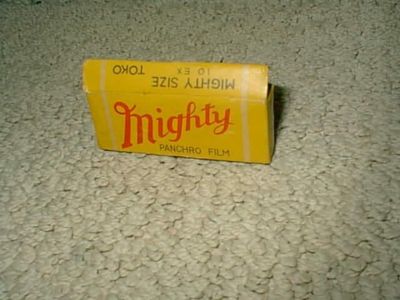 MIGHTY SIZE
10 EX
TOKO
Mighty
PANCHRO FILM